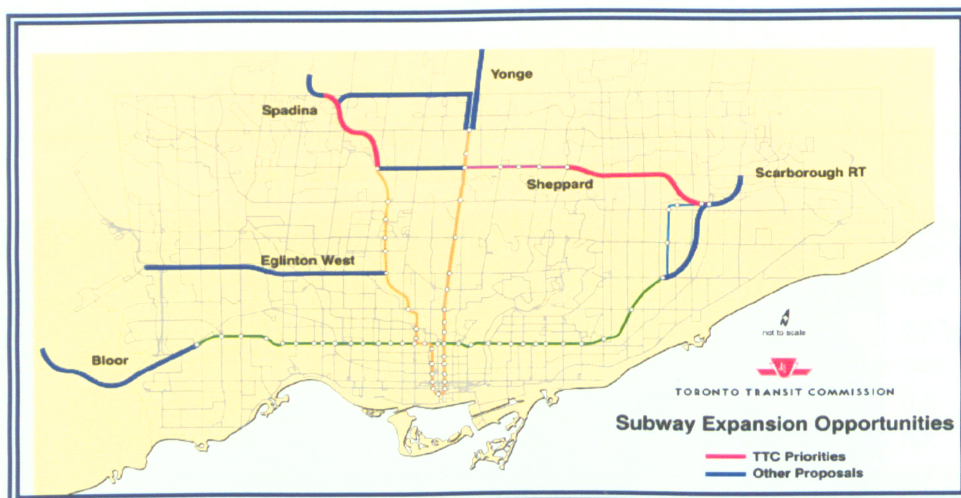 Yonge
Spadina
Sheppard
Scarborough RT
Eglinton West
Bloor
not to scale
TORONTO TRANSIT COMMISSION
Subway Expansion Opportunities
TTC Priorities
Other Proposals